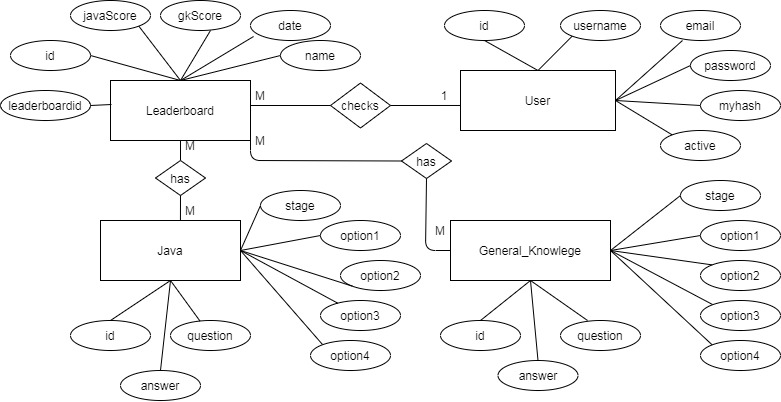 javaScore
gkScore
date
name
id
leaderboardid
Leaderboard
M
checks
1
id
username
email
password
myhash
active
User
M
has
M
M
has
M
Java
stage
option1
option2
option3
option4
id
answer
question
General_Knowlege
stage
option1
option2
option3
option4
id
answer
question